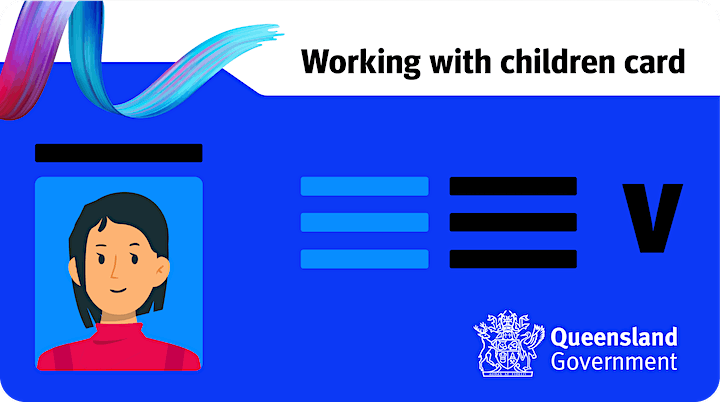 Working with children card
V
Queensland
Government